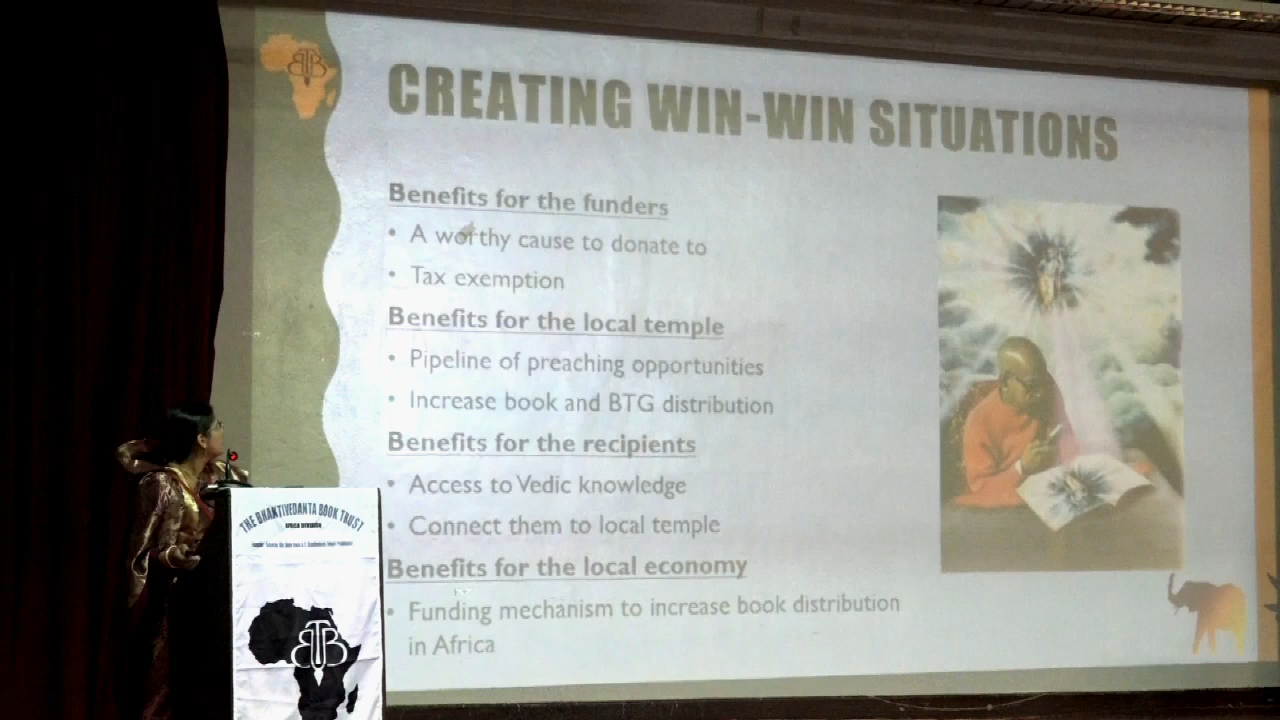 CREATING WIN-WIN SITUATIONS
Benefits for the funders
• A worthy cause to donate to
• Tax exemption
Benefits for the local temple
• Pipeline of preaching opportunities
• Increase book and BTG distribution
Benefits for the recipients
• Access to Vedic knowledge
• Connect them to local temple
Benefits for the local economy
• Funding mechanism to increase book distribution
in Africa
THE BHAKTIVEDANTA BOOK TRUST
AFRICA DIVISION
BBT